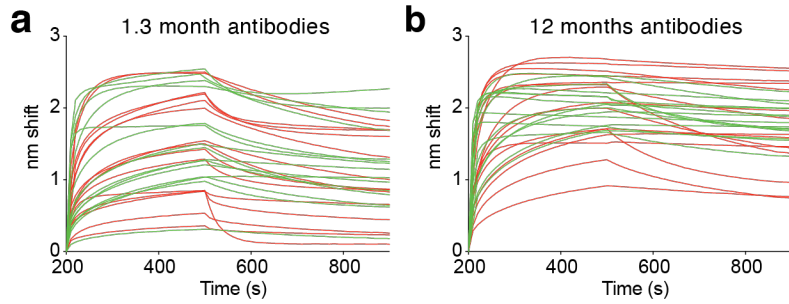 a 1.3 month antibodies
3
2
1
0
nm shift
200 400 600 800
Time (s)
b 12 months antibodies
3
2
1
0
nm shift
200 400 600 800
Time (s)